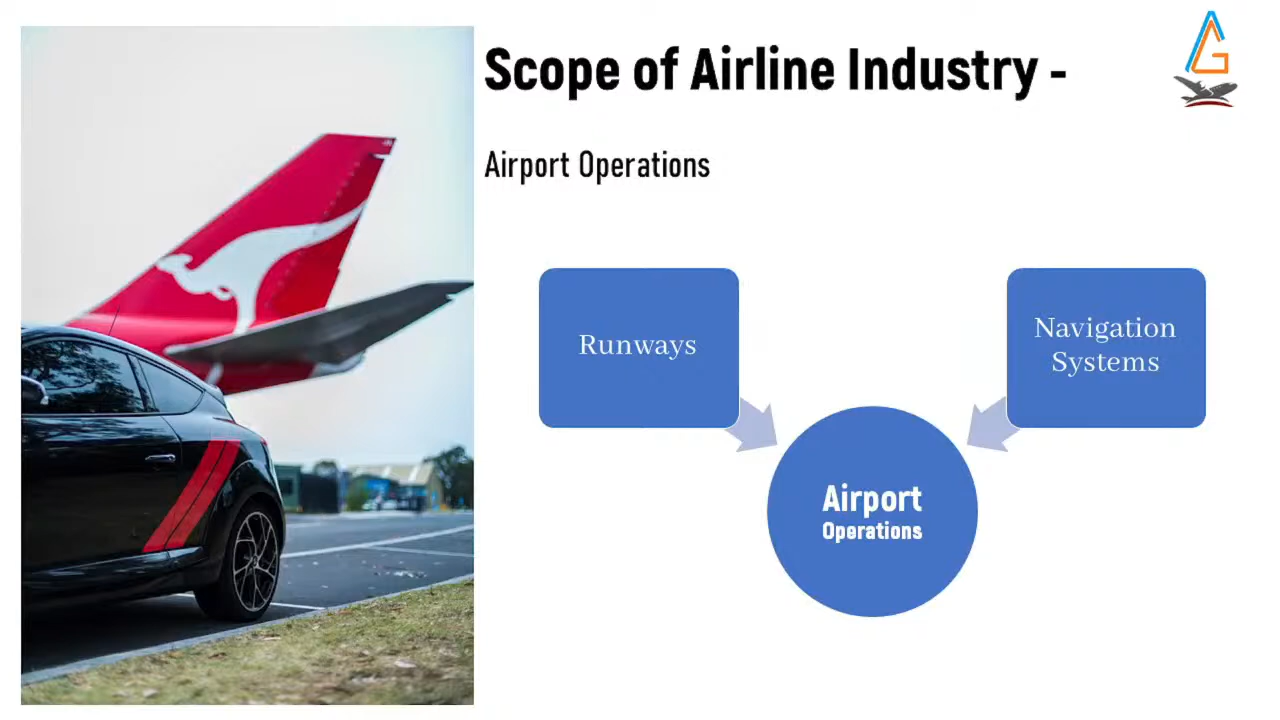 Scope of Airline Industry -
Airport Operations
Runways
Navigation
Systems
Airport
Operations